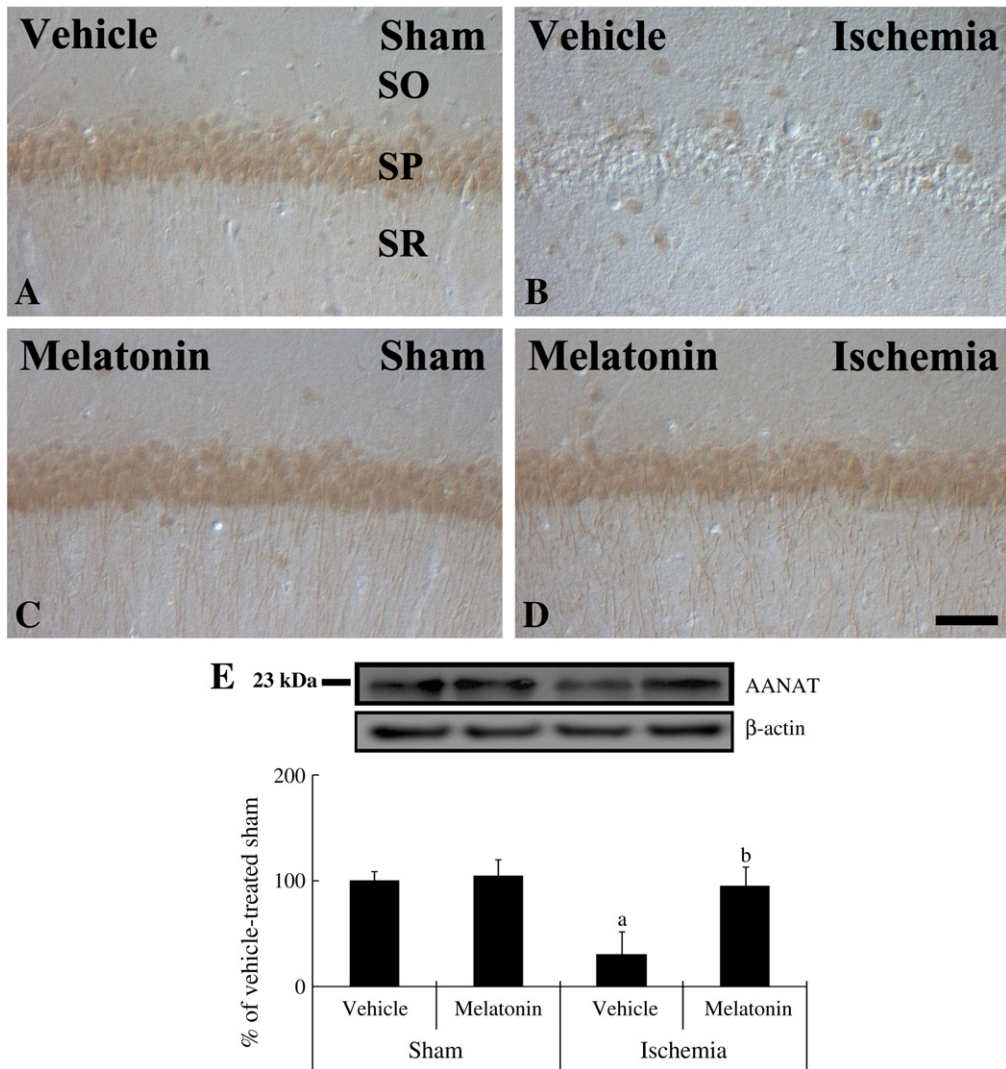 Vehicle Sham
SO
SP
SR
A
Vehicle Ischemia
B
Melatonin Sham
C
Melatonin Ischemia
D
E 23 kDa AANAT
β-actin
% of vehicle-treated sham
200
100
0
a
b
Vehicle Melatonin Vehicle Melatonin
Sham Ischemia